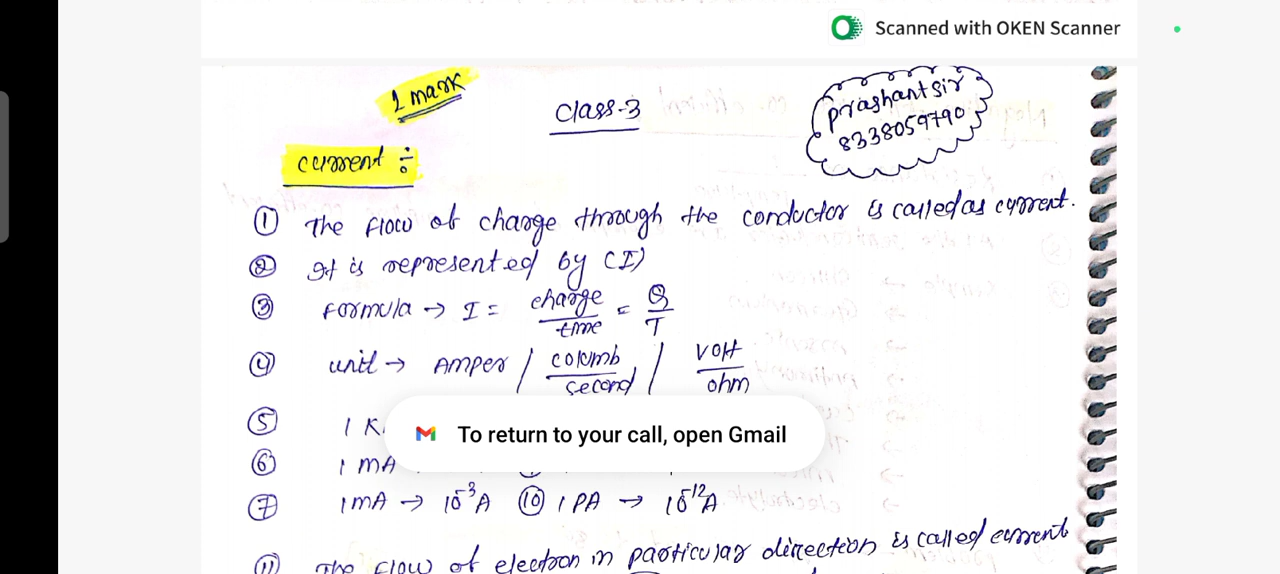 Scanned with OKEN Scanner
1 mark
Class-3
prashant sir
8338059790
current ÷
① The flow of charge through the conductor is called as current.
② It is represented by (I)
③ formula → I = charge/time = Q/T
④ unit → Amper / colomb/second / volt/ohm
⑤ 1 K
To return to your call, open Gmail
⑥ 1 MA
⑦ 1mA → 10⁻³A ⑩ 1 PA → 10⁻¹²A
⑪ The flow of electron in particular direection is called current